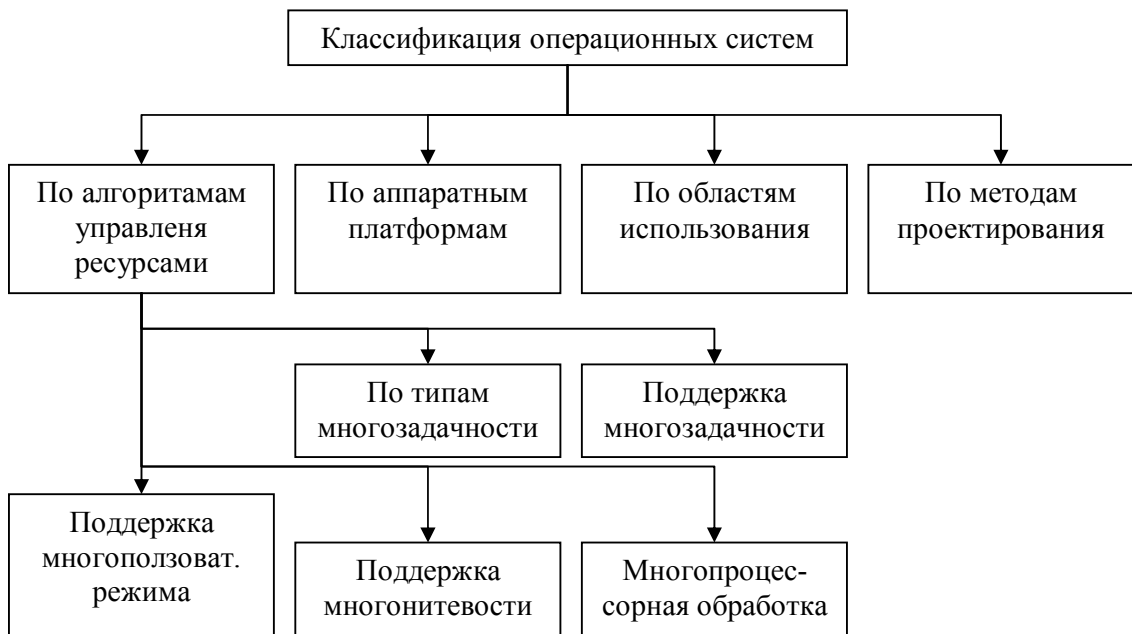 Классификация операционных систем
По алгоритамам
управленя
ресурсами
По аппаратным
платформам
По областям
использования
По методам
проектирования
По типам
многозадачности
Поддержка
многозадачности
Поддержка
многоползоват.
режима
Поддержка
многонитевости
Многопроцес-
сорная обработка